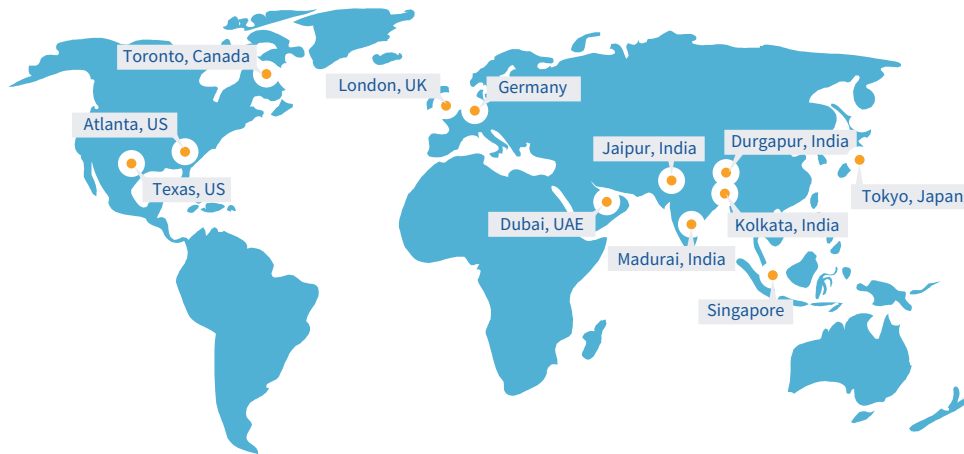 Toronto, Canada
London, UK
Germany
Atlanta, US
Jaipur, India
Durgapur, India
Texas, US
Tokyo, Japan
Dubai, UAE
Kolkata, India
Madurai, India
Singapore